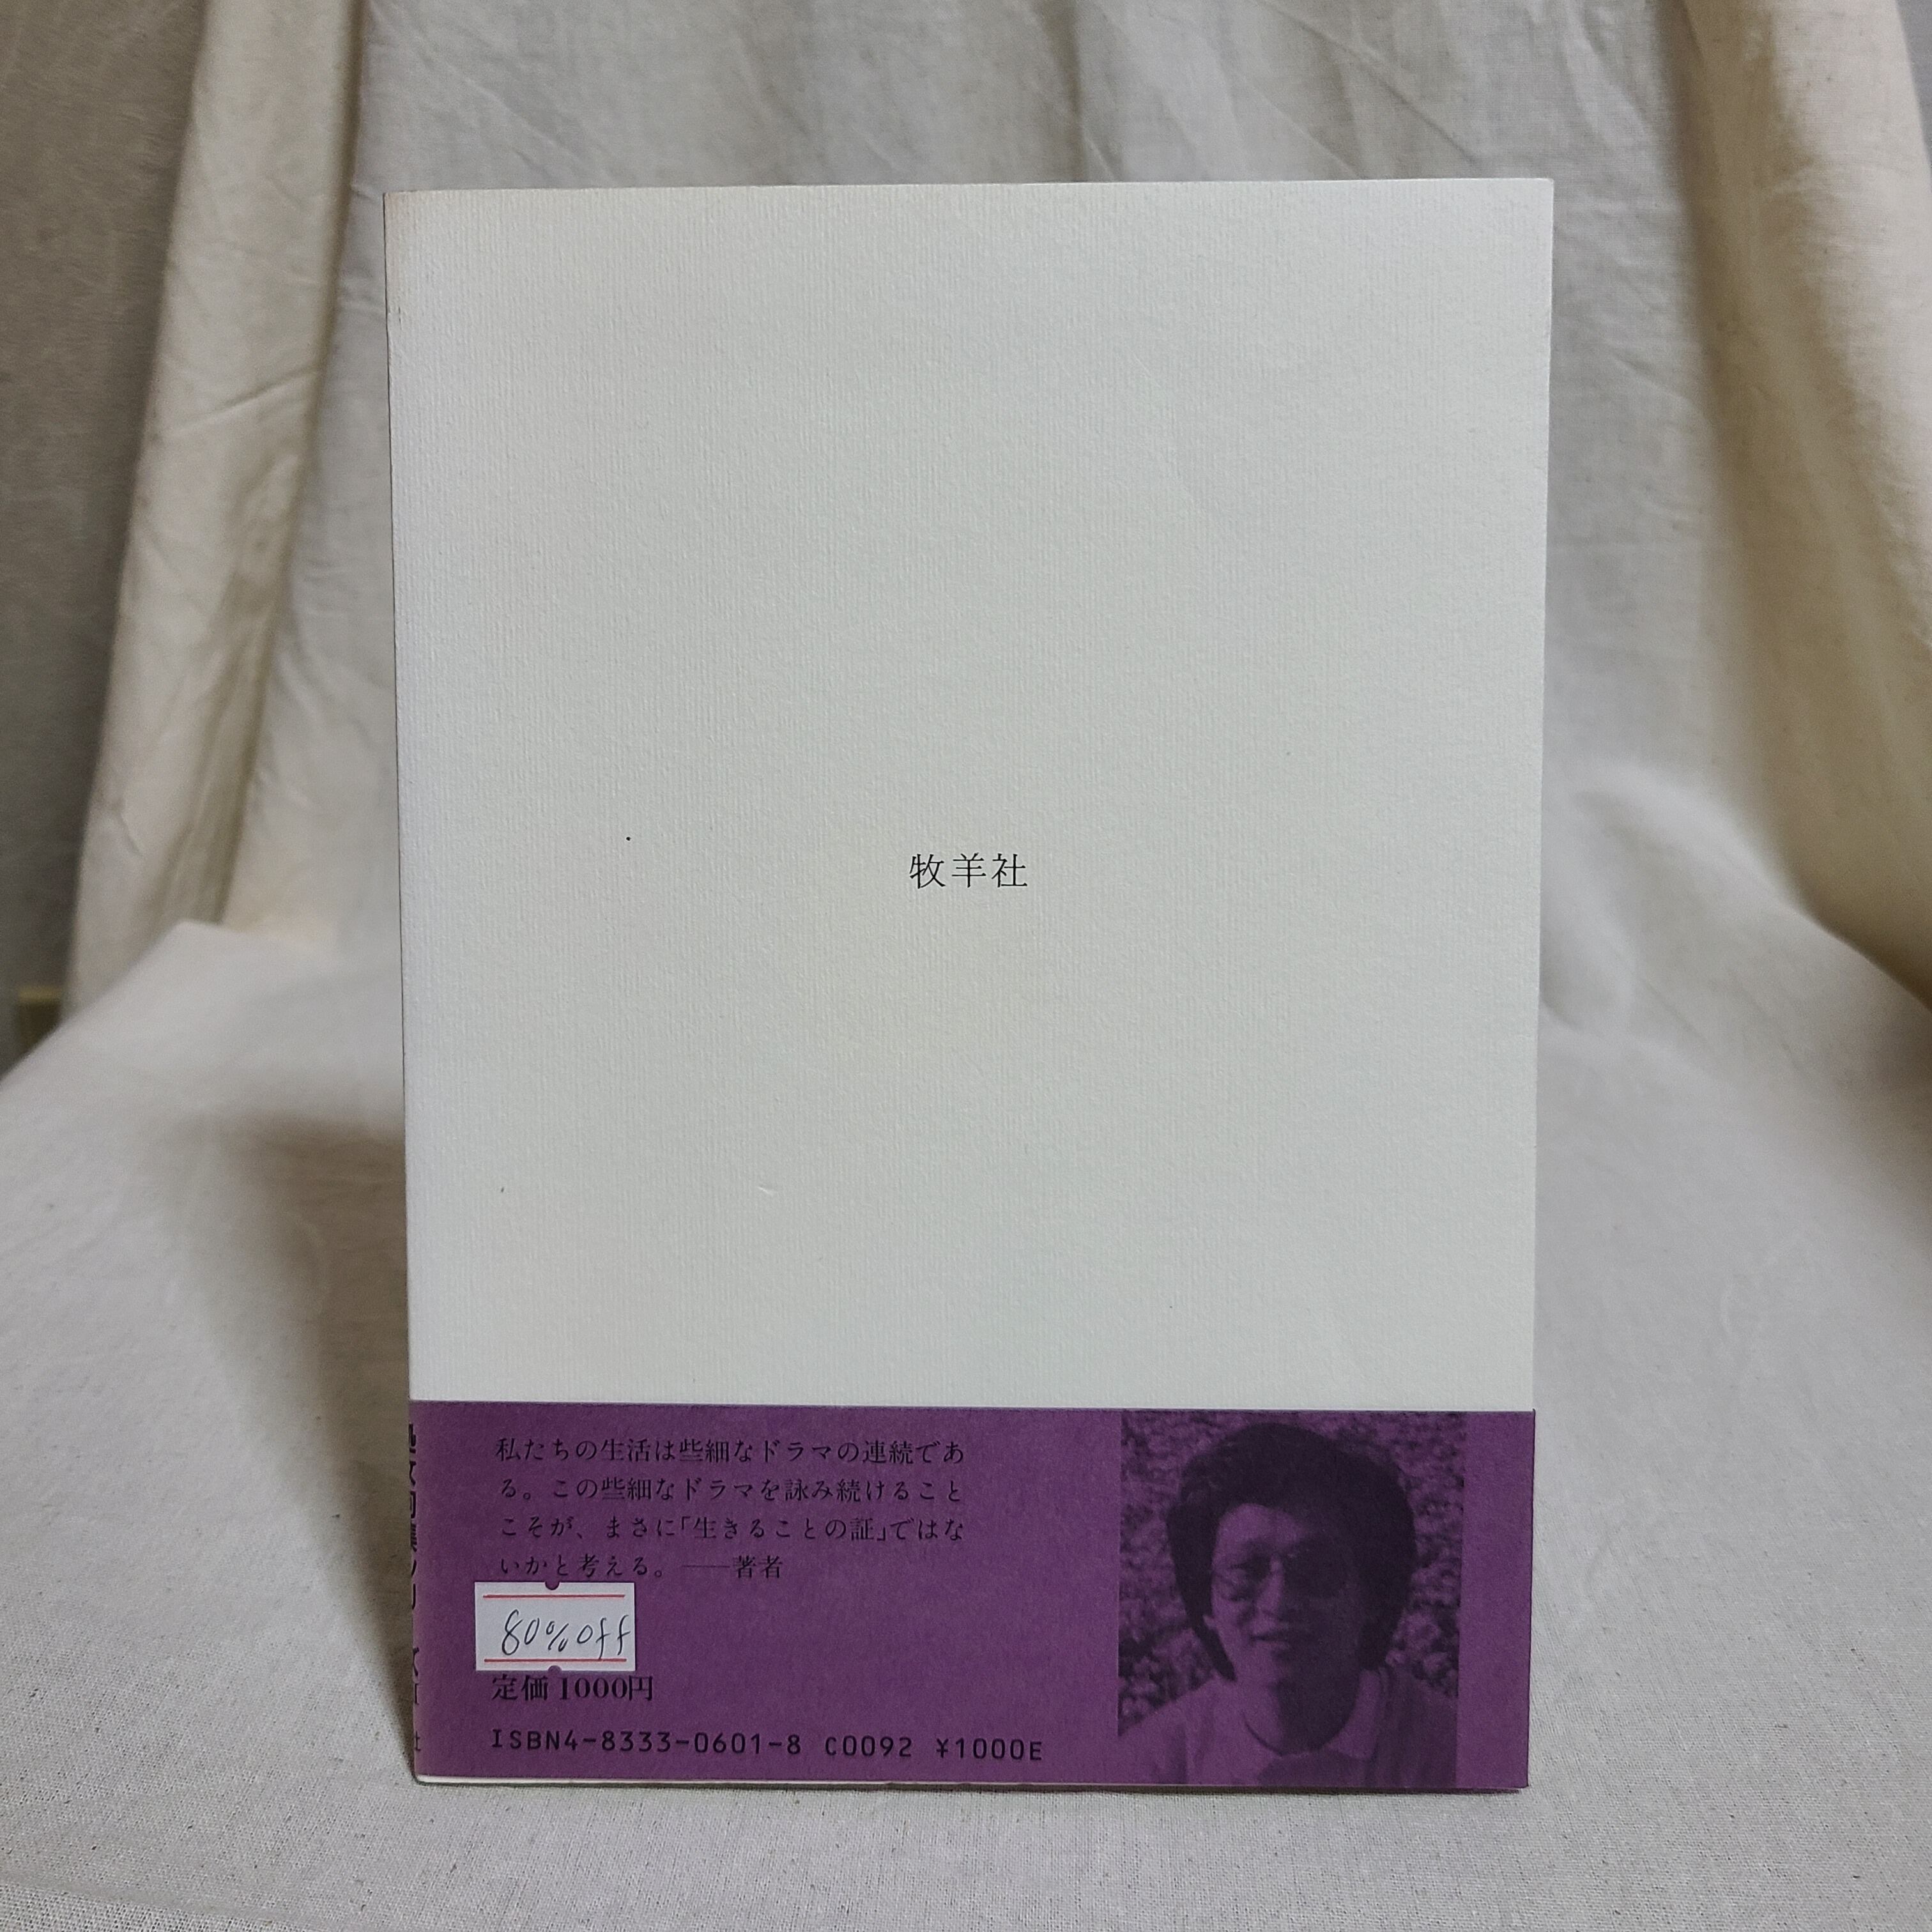 牧羊社
私たちの生活は些細なドラマの連続であ
る。この些細なドラマを詠み続けること
こそが、まさに「生きることの証」ではな
いかと考える。——著者
80%off
定価1000円
ISBN4-8333-0601-8 C0092 ¥1000E